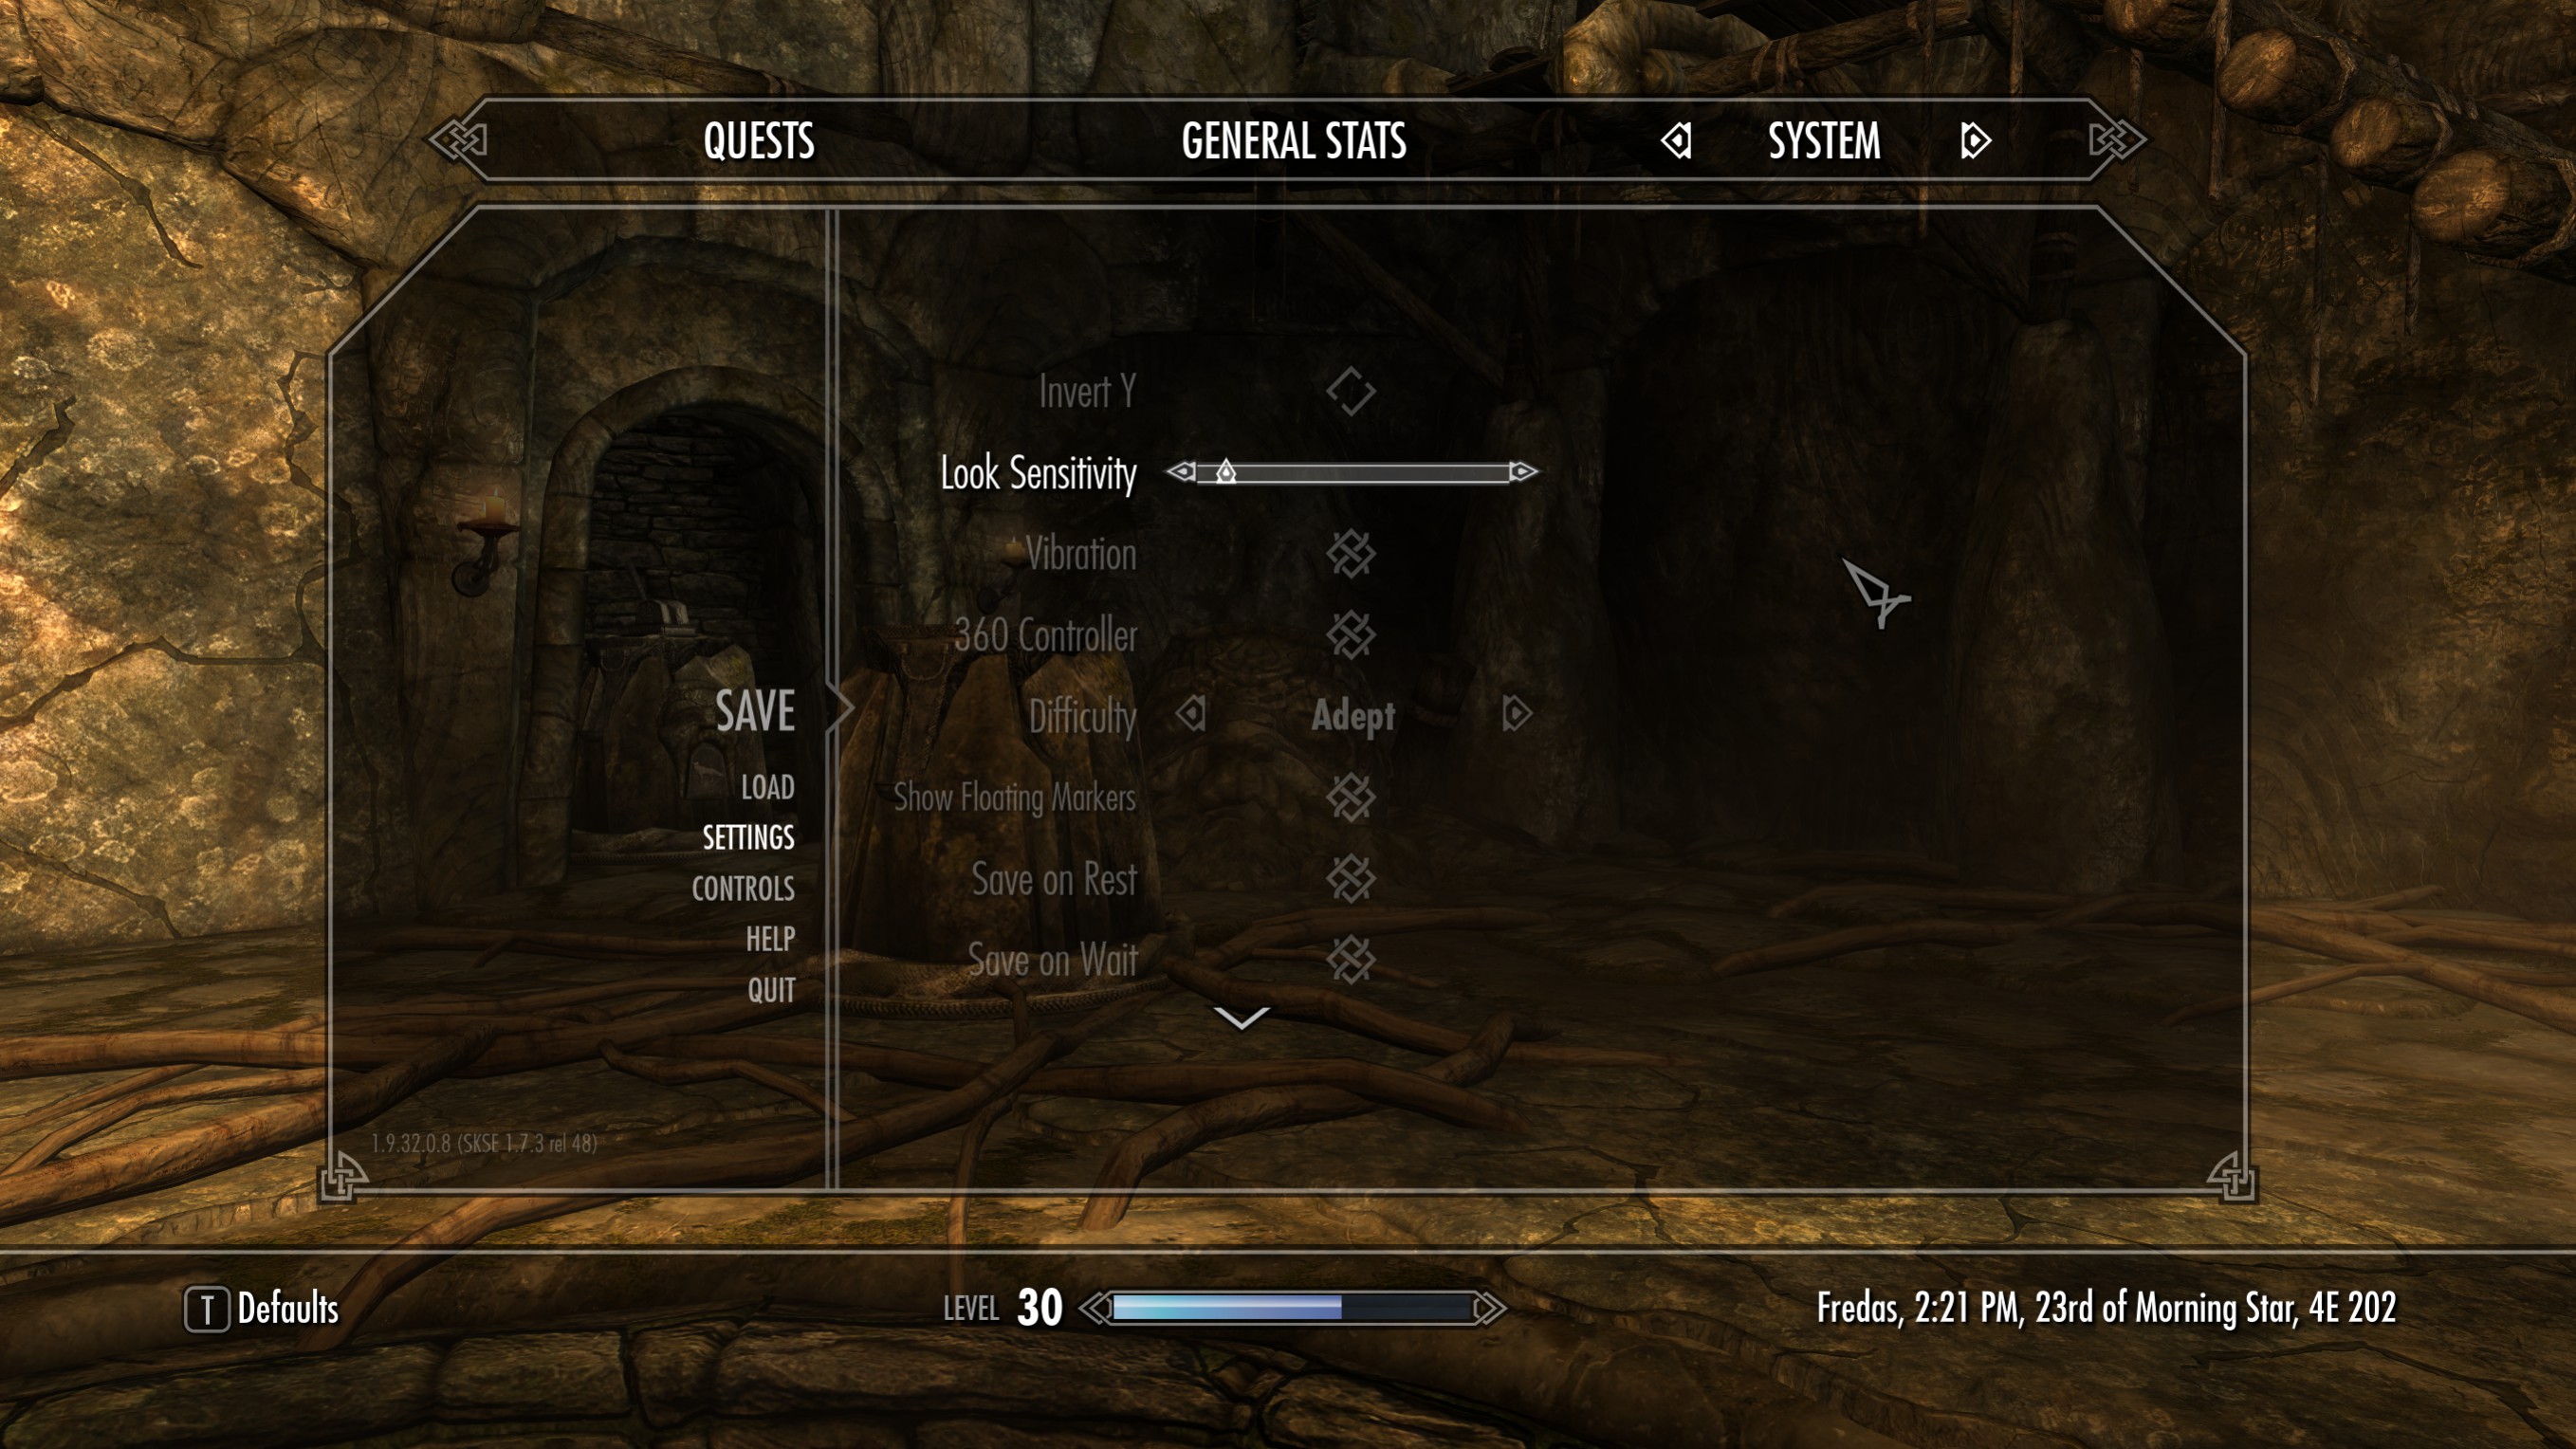 QUESTS GENERAL STATS SYSTEM
Invert Y
Look Sensitivity
Vibration
360 Controller
Difficulty Adept
Show Floating Markers
Save on Rest
Save on Wait
SAVE
LOAD
SETTINGS
CONTROLS
HELP
QUIT
1.9.32.0.8 (SKSE 1.7.3 rel 48)
T Defaults
LEVEL 30
Fredas, 2:21 PM, 23rd of Morning Star, 4E 202